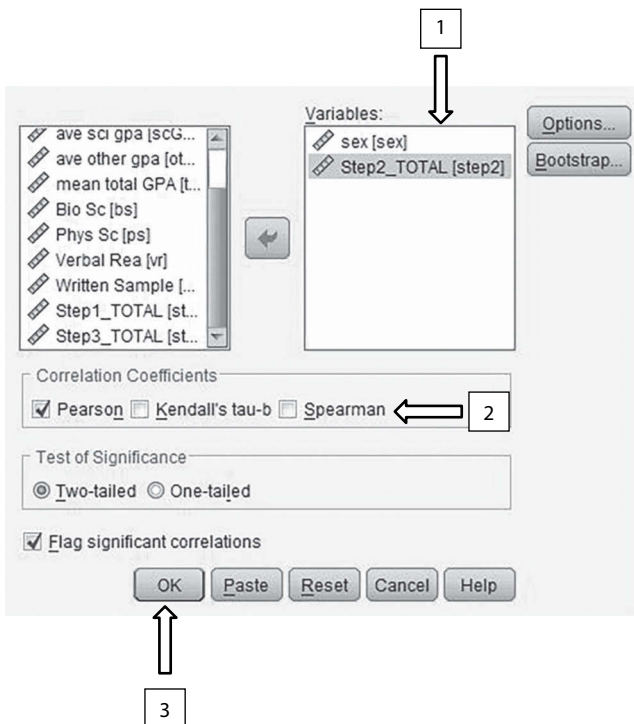 1
Variables:
ave sci gpa [scG...
ave other gpa [ot...
mean total GPA [t...
Bio Sc [bs]
Phys Sc [ps]
Verbal Rea [vr]
Written Sample [...
Step1_TOTAL [st...
Step3_TOTAL [st...
sex [sex]
Step2_TOTAL [step2]
Options...
Bootstrap...
Correlation Coefficients
Pearson Kendall's tau-b Spearman
2
Test of Significance
Two-tailed One-tailed
Flag significant correlations
OK Paste Reset Cancel Help
3